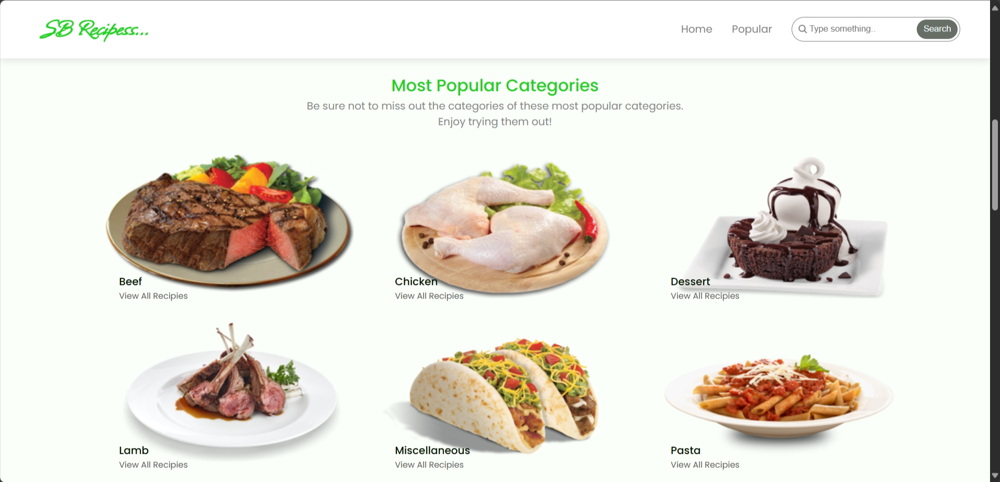 SB Recipess...
Home
Popular
Type something..
Search
Most Popular Categories
Be sure not to miss out the categories of these most popular categories.
Enjoy trying them out!
Beef
View All Recipies
Chicken
View All Recipies
Dessert
View All Recipies
Lamb
View All Recipies
Miscellaneous
View All Recipies
Pasta
View All Recipies